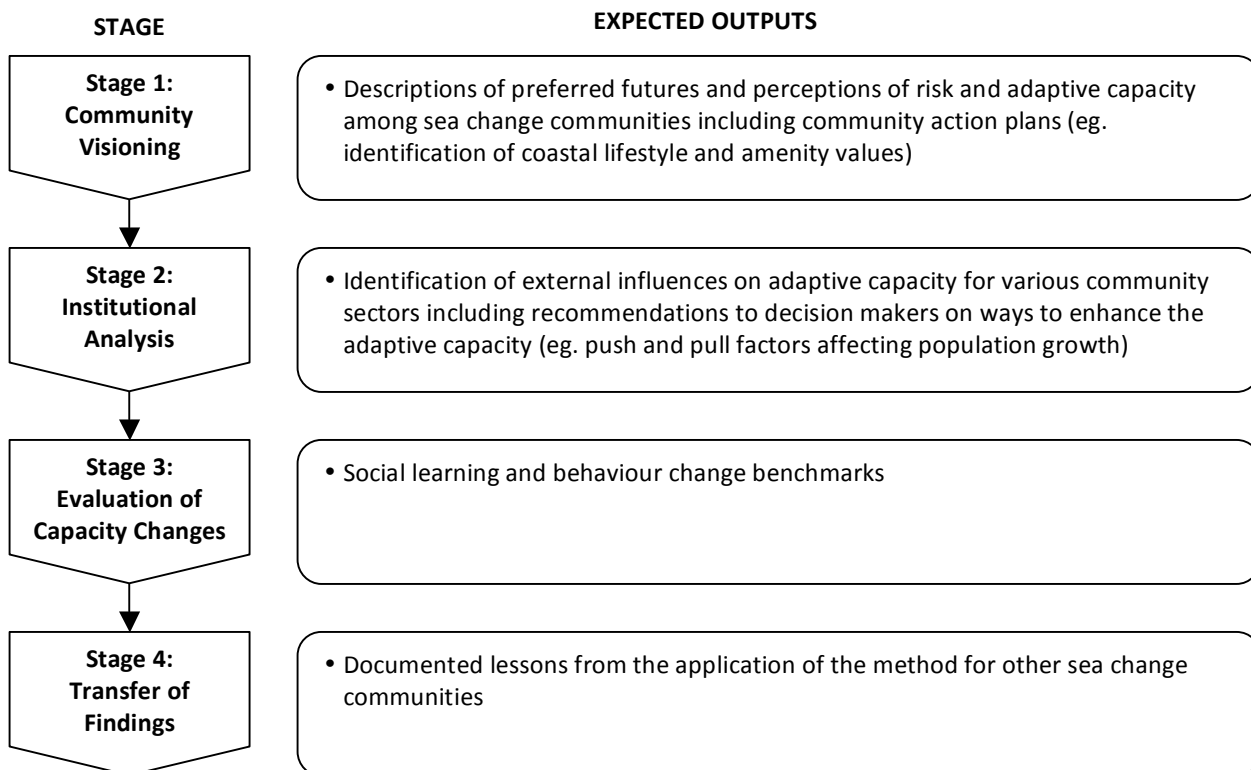 STAGE
EXPECTED OUTPUTS
Stage 1:
Community
Visioning
• Descriptions of preferred futures and perceptions of risk and adaptive capacity
among sea change communities including community action plans (eg.
identification of coastal lifestyle and amenity values)
Stage 2:
Institutional
Analysis
• Identification of external influences on adaptive capacity for various community
sectors including recommendations to decision makers on ways to enhance the
adaptive capacity (eg. push and pull factors affecting population growth)
Stage 3:
Evaluation of
Capacity Changes
• Social learning and behaviour change benchmarks
Stage 4:
Transfer of
Findings
• Documented lessons from the application of the method for other sea change
communities